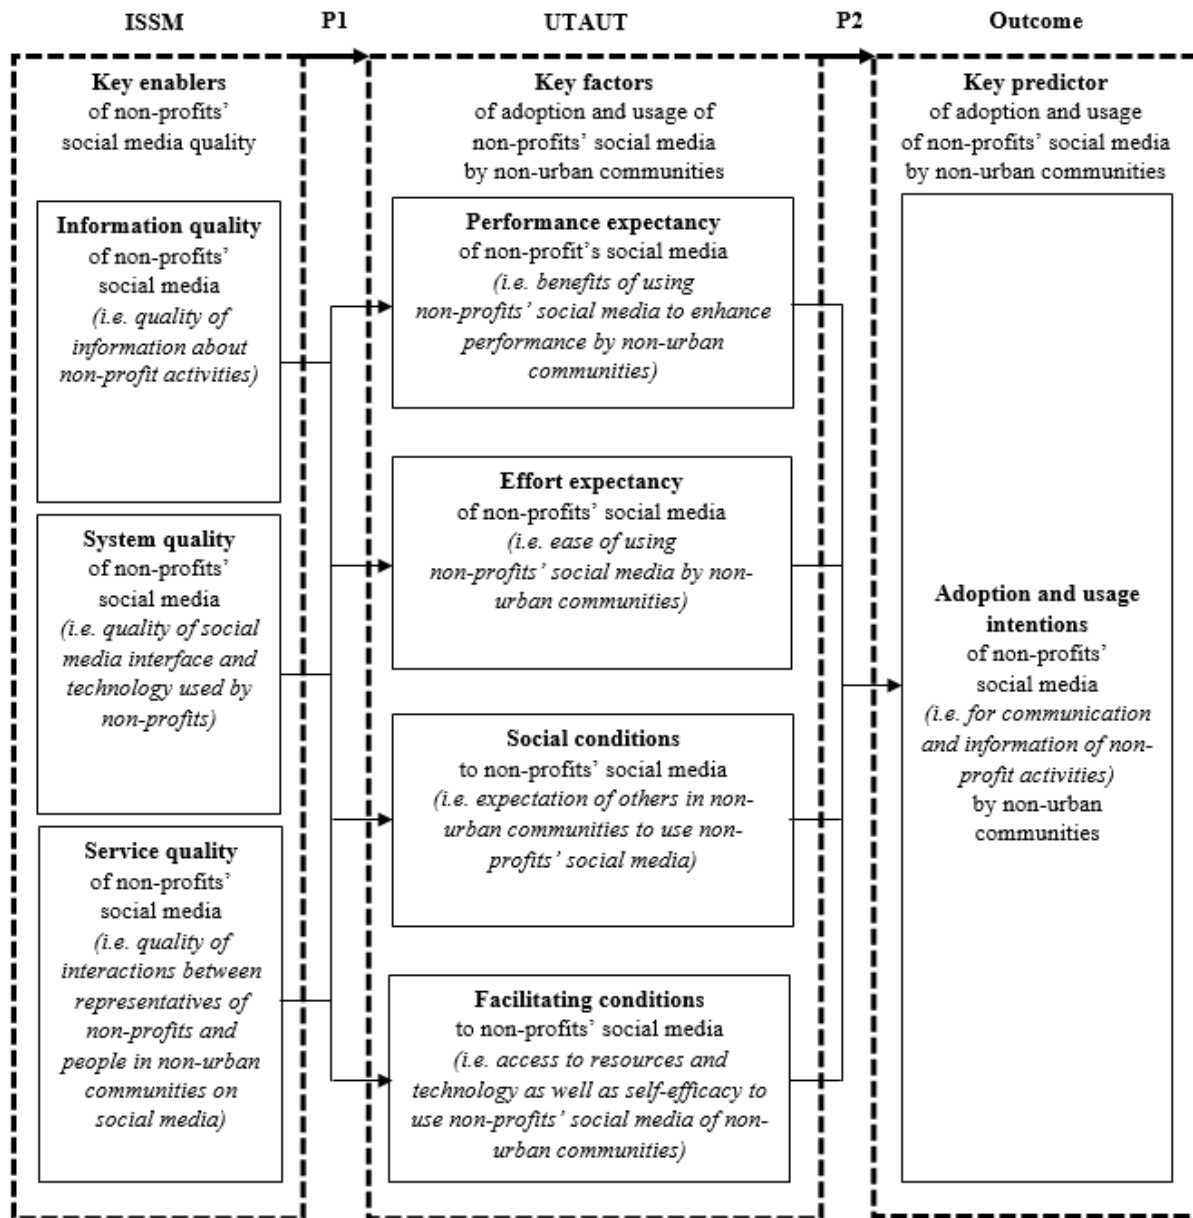 ISSM
P1
UTAUT
P2
Outcome
Key enablers
of non-profits'
social media quality
Information quality
of non-profits'
social media
(i.e. quality of
information about
non-profit activities)
System quality
of non-profits'
social media
(i.e. quality of social
media interface and
technology used by
non-profits)
Service quality
of non-profits'
social media
(i.e. quality of
interactions between
representatives of
non-profits and
people in non-urban
communities on
social media)
Key factors
of adoption and usage of
non-profits' social media
by non-urban communities
Performance expectancy
of non-profit's social media
(i.e. benefits of using
non-profits' social media to enhance
performance by non-urban
communities)
Effort expectancy
of non-profits' social media
(i.e. ease of using
non-profits' social media by non-
urban communities)
Social conditions
to non-profits' social media
(i.e. expectation of others in non-
urban communities to use non-
profits' social media)
Facilitating conditions
to non-profits' social media
(i.e. access to resources and
technology as well as self-efficacy to
use non-profits' social media of non-
urban communities)
Key predictor
of adoption and usage
of non-profits' social media
by non-urban communities
Adoption and usage
intentions
of non-profits'
social media
(i.e. for communication
and information of non-
profit activities)
by non-urban
communities